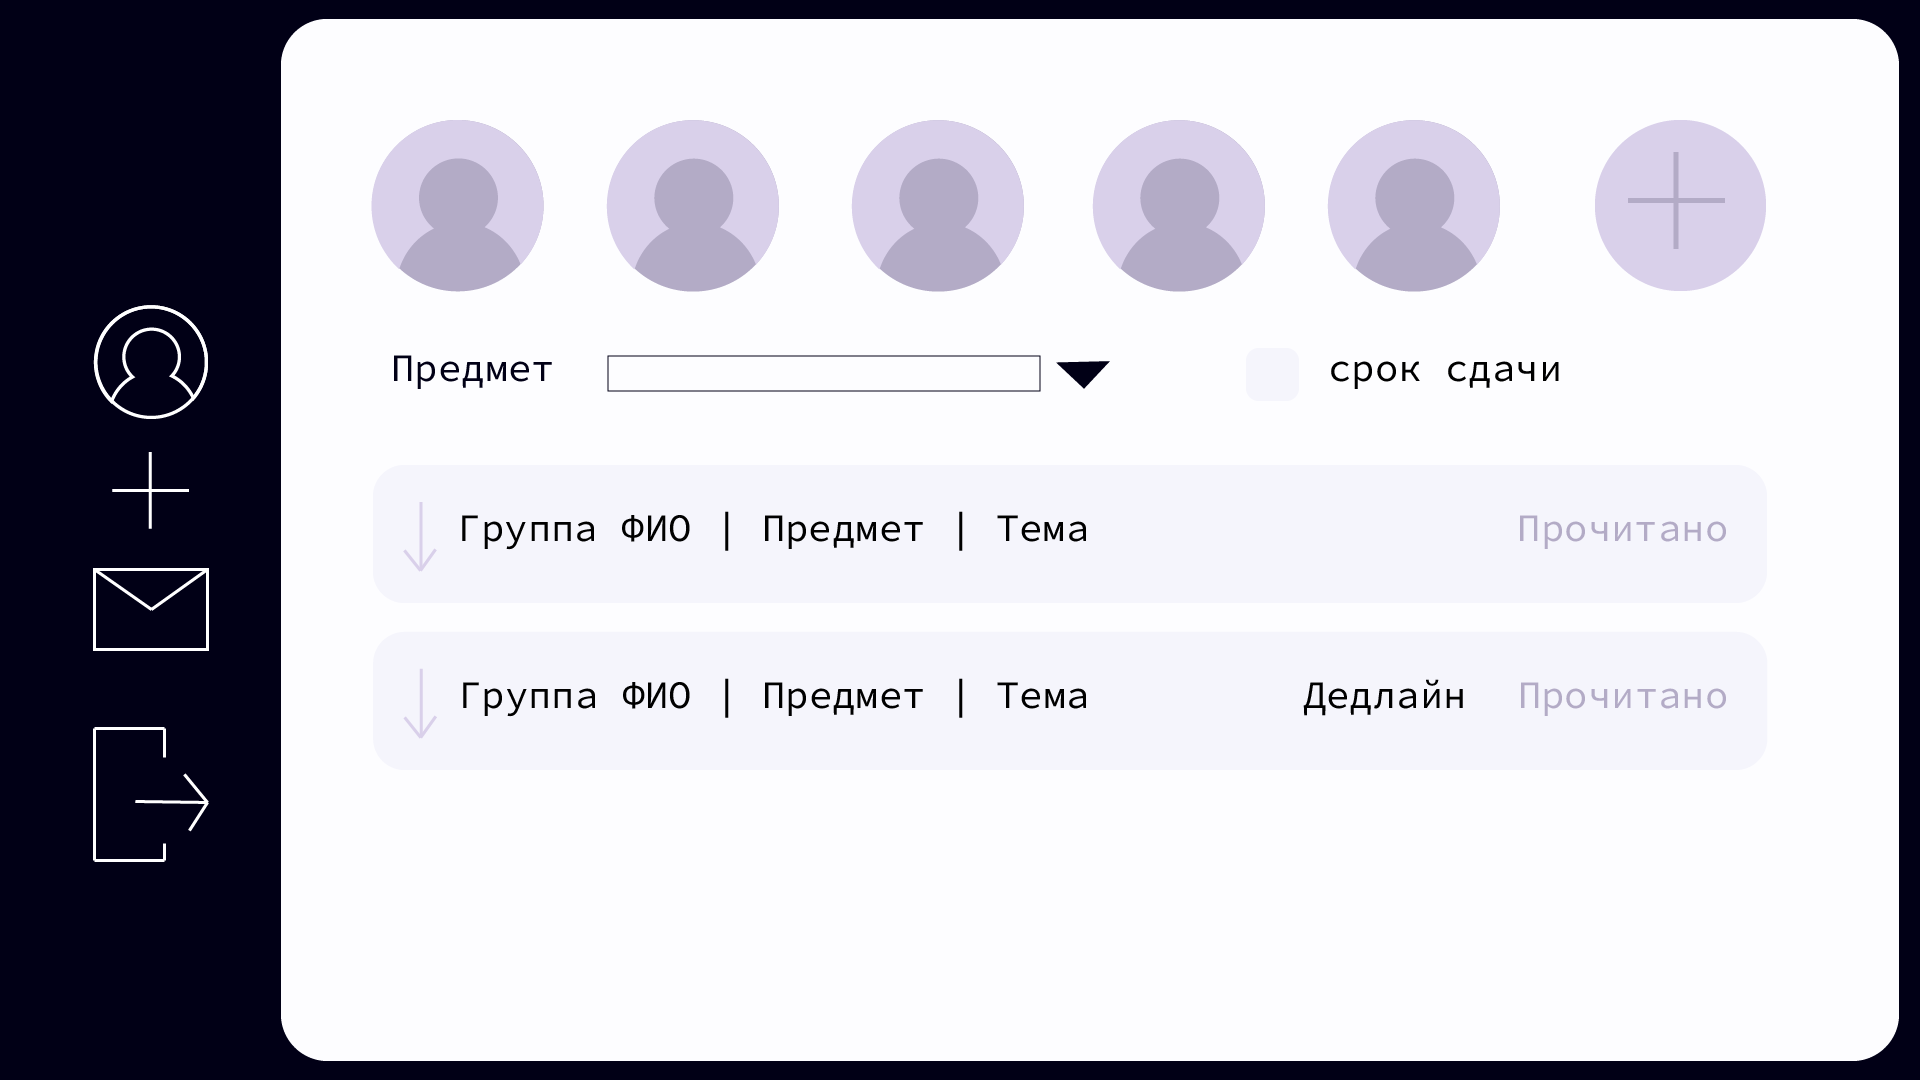 Предмет срок сдачи
Группа ФИО | Предмет | Тема Прочитано
Группа ФИО | Предмет | Тема Дедлайн Прочитано